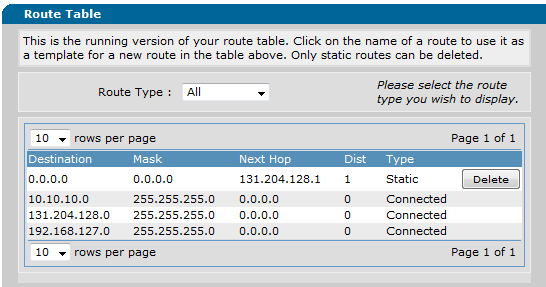 Route Table
This is the running version of your route table. Click on the name of a route to use it as
a template for a new route in the table above. Only static routes can be deleted.
Route Type : All
Please select the route
type you wish to display.
10 rows per page Page 1 of 1
Destination Mask Next Hop Dist Type
0.0.0.0 0.0.0.0 131.204.128.1 1 Static Delete
10.10.10.0 255.255.255.0 0.0.0.0 0 Connected
131.204.128.0 255.255.255.0 0.0.0.0 0 Connected
192.168.127.0 255.255.255.0 0.0.0.0 0 Connected
10 rows per page Page 1 of 1